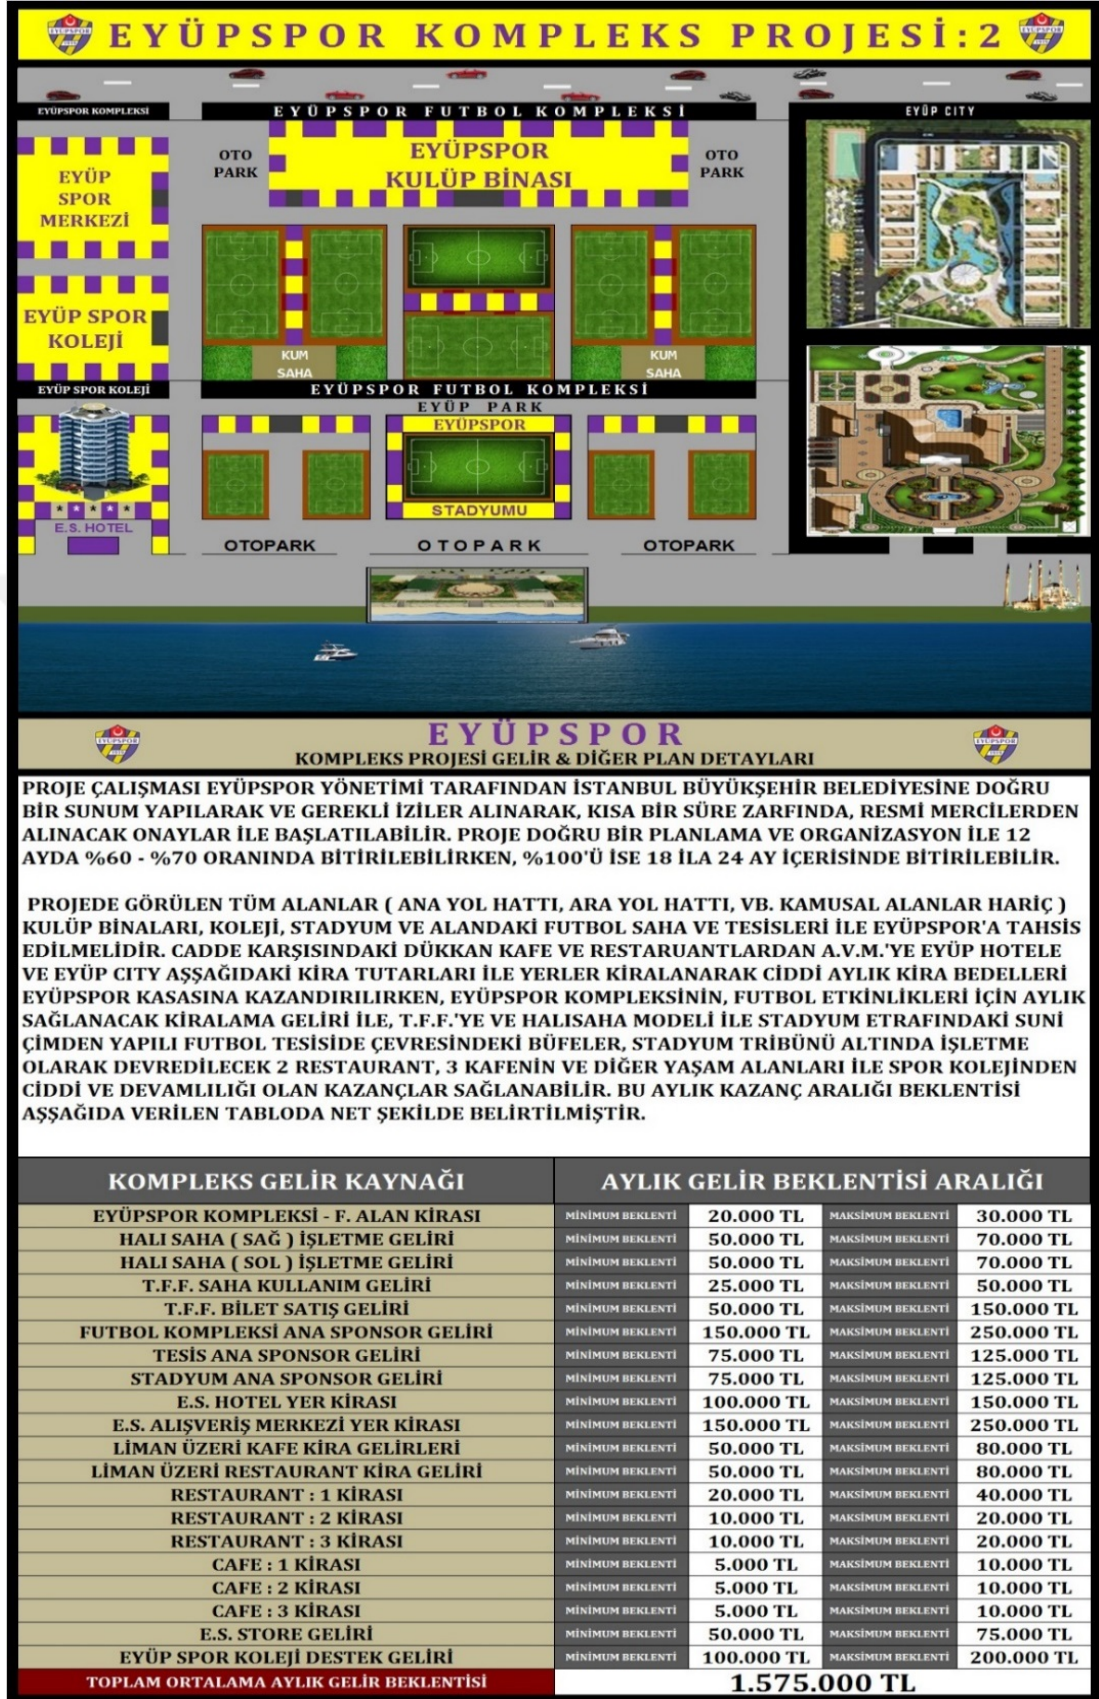 EYÜPSPOR KOMPLEKS PROJESİ:2
EYÜPSPOR KOMPLEKSİ
EYÜPSPOR FUTBOL KOMPLEKSİ
EYÜP CITY
EYÜP
SPOR
MERKEZİ
OTO
PARK
EYÜPSPOR
KULÜP BİNASI
OTO
PARK
EYÜP SPOR
KOLEJİ
KUM
SAHA
KUM
SAHA
EYÜP SPOR KOLEJİ
EYÜPSPOR FUTBOL KOMPLEKSİ
EYÜP PARK
EYÜPSPOR
STADYUMU
* * * * *
E.S. HOTEL
OTOPARK
OTOPARK
OTOPARK
EYÜPSPOR
KOMPLEKS PROJESİ GELİR & DİĞER PLAN DETAYLARI
PROJE ÇALIŞMASI EYÜPSPOR YÖNETİMİ TARAFINDAN İSTANBUL BÜYÜKŞEHİR BELEDİYESİNE DOĞRU
BİR SUNUM YAPILARAK VE GEREKLİ İZİLER ALINARAK, KISA BİR SÜRE ZARFINDA, RESMİ MERCİLERDEN
ALINACAK ONAYLAR İLE BAŞLATILABİLİR. PROJE DOĞRU BİR PLANLAMA VE ORGANİZASYON İLE 12
AYDA %60 - %70 ORANINDA BİTİRİLEBİLİRKEN, %100'Ü İSE 18 İLA 24 AY İÇERİSİNDE BİTİRİLEBİLİR.
PROJEDE GÖRÜLEN TÜM ALANLAR ( ANA YOL HATTI, ARA YOL HATTI, VB. KAMUSAL ALANLAR HARİÇ )
KULÜP BİNALARI, KOLEJİ, STADYUM VE ALANDAKİ FUTBOL SAHA VE TESİSLERİ İLE EYÜPSPOR'A TAHSİS
EDİLMELİDİR. CADDE KARŞISINDAKİ DÜKKAN KAFE VE RESTARUANTLARDAN A.V.M.'YE EYÜP HOTELE
VE EYÜP CITY AŞŞAĞIDAKİ KİRA TUTARLARI İLE YERLER KİRALANARAK CİDDİ AYLIK KİRA BEDELLERİ
EYÜPSPOR KASASINA KAZANDIRILIRKEN, EYÜPSPOR KOMPLEKSİNİN, FUTBOL ETKİNLİKLERİ İÇİN AYLIK
SAĞLANACAK KİRALAMA GELİRİ İLE, T.F.F.'YE VE HALISAHA MODELİ İLE STADYUM ETRAFINDAKİ SUNİ
ÇİMDEN YAPILI FUTBOL TESİSİDE ÇEVRESİNDEKİ BÜFELER, STADYUM TRİBÜNÜ ALTINDA İŞLETME
OLARAK DEVREDİLECEK 2 RESTAURANT, 3 KAFENİN VE DİĞER YAŞAM ALANLARI İLE SPOR KOLEJİNDEN
CİDDİ VE DEVAMLILIĞI OLAN KAZANÇLAR SAĞLANABİLİR. BU AYLIK KAZANÇ ARALIĞI BEKLENTİSİ
AŞŞAĞIDA VERİLEN TABLODA NET ŞEKİLDE BELİRTİLMİŞTİR.
KOMPLEKS GELİR KAYNAĞI AYLIK GELİR BEKLENTİSİ ARALIĞI
EYÜPSPOR KOMPLEKSİ - F. ALAN KİRASI MİNİMUM BEKLENTİ 20.000 TL MAKSİMUM BEKLENTİ 30.000 TL
HALI SAHA ( SAĞ ) İŞLETME GELİRİ MİNİMUM BEKLENTİ 50.000 TL MAKSİMUM BEKLENTİ 70.000 TL
HALI SAHA ( SOL ) İŞLETME GELİRİ MİNİMUM BEKLENTİ 50.000 TL MAKSİMUM BEKLENTİ 70.000 TL
T.F.F. SAHA KULLANIM GELİRİ MİNİMUM BEKLENTİ 25.000 TL MAKSİMUM BEKLENTİ 50.000 TL
T.F.F. BİLET SATIŞ GELİRİ MİNİMUM BEKLENTİ 50.000 TL MAKSİMUM BEKLENTİ 150.000 TL
FUTBOL KOMPLEKSİ ANA SPONSOR GELİRİ MİNİMUM BEKLENTİ 150.000 TL MAKSİMUM BEKLENTİ 250.000 TL
TESİS ANA SPONSOR GELİRİ MİNİMUM BEKLENTİ 75.000 TL MAKSİMUM BEKLENTİ 125.000 TL
STADYUM ANA SPONSOR GELİRİ MİNİMUM BEKLENTİ 75.000 TL MAKSİMUM BEKLENTİ 125.000 TL
E.S. HOTEL YER KİRASI MİNİMUM BEKLENTİ 100.000 TL MAKSİMUM BEKLENTİ 150.000 TL
E.S. ALIŞVERİŞ MERKEZİ YER KİRASI MİNİMUM BEKLENTİ 150.000 TL MAKSİMUM BEKLENTİ 250.000 TL
LİMAN ÜZERİ KAFE KİRA GELİRLERİ MİNİMUM BEKLENTİ 50.000 TL MAKSİMUM BEKLENTİ 80.000 TL
LİMAN ÜZERİ RESTAURANT KİRA GELİRİ MİNİMUM BEKLENTİ 50.000 TL MAKSİMUM BEKLENTİ 80.000 TL
RESTAURANT : 1 KİRASI MİNİMUM BEKLENTİ 20.000 TL MAKSİMUM BEKLENTİ 40.000 TL
RESTAURANT : 2 KİRASI MİNİMUM BEKLENTİ 10.000 TL MAKSİMUM BEKLENTİ 20.000 TL
RESTAURANT : 3 KİRASI MİNİMUM BEKLENTİ 10.000 TL MAKSİMUM BEKLENTİ 20.000 TL
CAFE : 1 KİRASI MİNİMUM BEKLENTİ 5.000 TL MAKSİMUM BEKLENTİ 10.000 TL
CAFE : 2 KİRASI MİNİMUM BEKLENTİ 5.000 TL MAKSİMUM BEKLENTİ 10.000 TL
CAFE : 3 KİRASI MİNİMUM BEKLENTİ 5.000 TL MAKSİMUM BEKLENTİ 10.000 TL
E.S. STORE GELİRİ MİNİMUM BEKLENTİ 50.000 TL MAKSİMUM BEKLENTİ 75.000 TL
EYÜP SPOR KOLEJİ DESTEK GELİRİ MİNİMUM BEKLENTİ 100.000 TL MAKSİMUM BEKLENTİ 200.000 TL
TOPLAM ORTALAMA AYLIK GELİR BEKLENTİSİ 1.575.000 TL